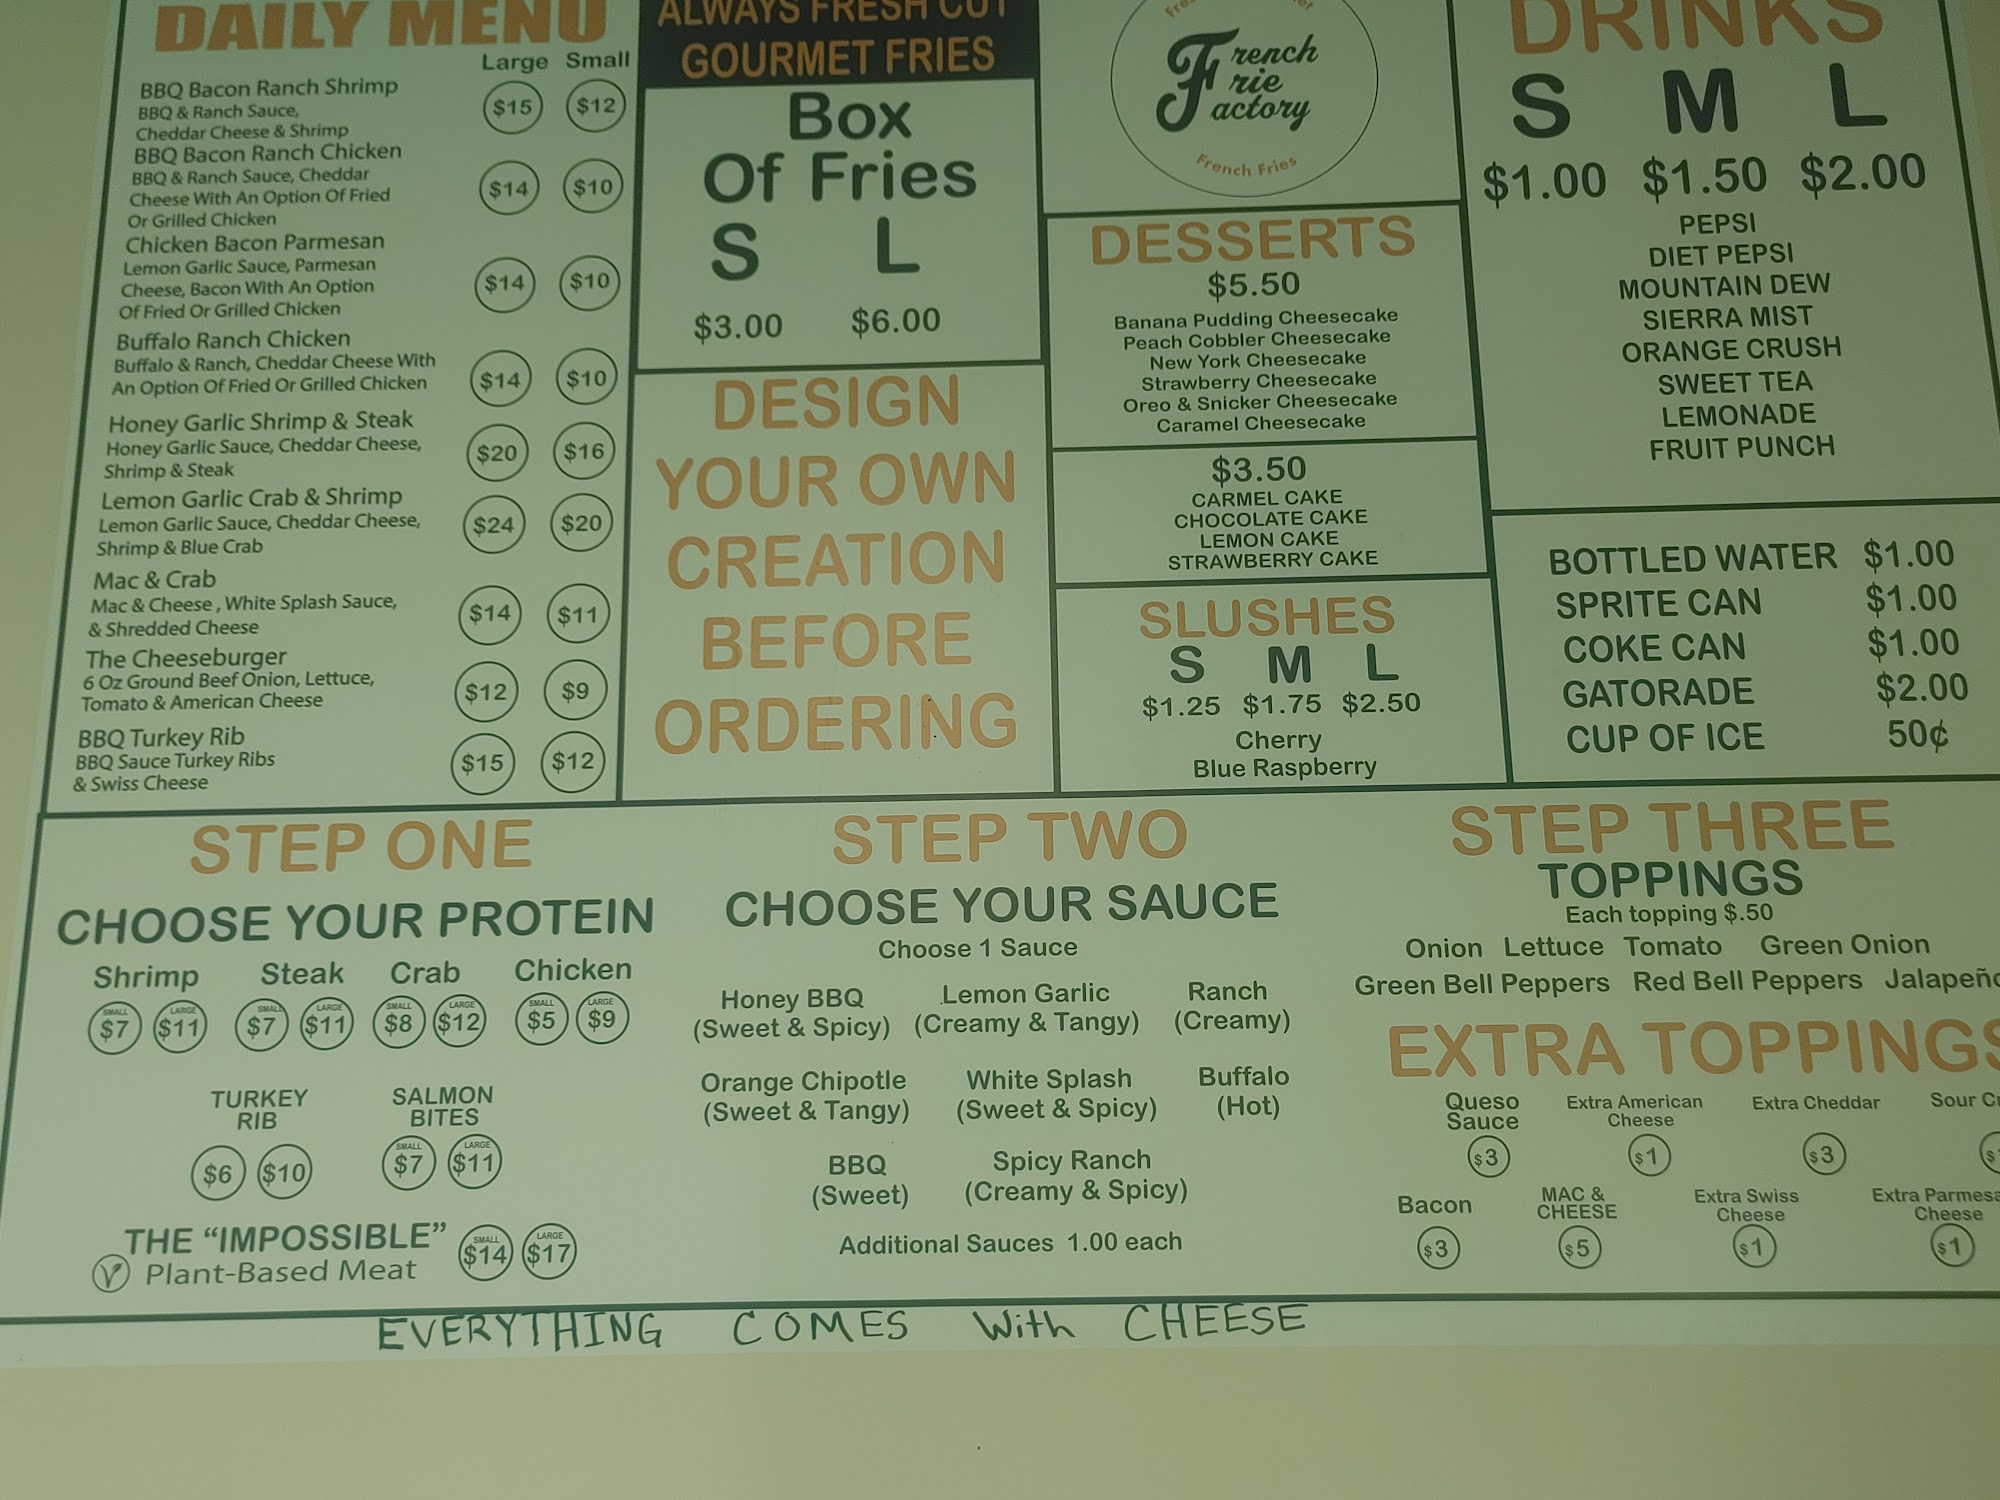 DAILY MENU
Large Small
BBQ Bacon Ranch Shrimp
BBQ & Ranch Sauce,
Cheddar Cheese & Shrimp
$15 $12
BBQ Bacon Ranch Chicken
BBQ & Ranch Sauce, Cheddar
Cheese With An Option Of Fried
Or Grilled Chicken
$14 $10
Chicken Bacon Parmesan
Lemon Garlic Sauce, Parmesan
Cheese, Bacon With An Option
Of Fried Or Grilled Chicken
$14 $10
Buffalo Ranch Chicken
Buffalo & Ranch, Cheddar Cheese With
An Option Of Fried Or Grilled Chicken
$14 $10
Honey Garlic Shrimp & Steak
Honey Garlic Sauce, Cheddar Cheese,
Shrimp & Steak
$20 $16
Lemon Garlic Crab & Shrimp
Lemon Garlic Sauce, Cheddar Cheese,
Shrimp & Blue Crab
$24 $20
Mac & Crab
Mac & Cheese , White Splash Sauce,
& Shredded Cheese
$14 $11
The Cheeseburger
6 Oz Ground Beef Onion, Lettuce,
Tomato & American Cheese
$12 $9
BBQ Turkey Rib
BBQ Sauce Turkey Ribs
& Swiss Cheese
$15 $12
ALWAYS FRESH CUT
GOURMET FRIES
Box
Of Fries
S L
$3.00 $6.00
DESIGN
YOUR OWN
CREATION
BEFORE
ORDERING
French
Frie
Factory
French Fries
DESSERTS
$5.50
Banana Pudding Cheesecake
Peach Cobbler Cheesecake
New York Cheesecake
Strawberry Cheesecake
Oreo & Snicker Cheesecake
Caramel Cheesecake
$3.50
CARMEL CAKE
CHOCOLATE CAKE
LEMON CAKE
STRAWBERRY CAKE
SLUSHES
S M L
$1.25 $1.75 $2.50
Cherry
Blue Raspberry
DRINKS
S M L
$1.00 $1.50 $2.00
PEPSI
DIET PEPSI
MOUNTAIN DEW
SIERRA MIST
ORANGE CRUSH
SWEET TEA
LEMONADE
FRUIT PUNCH
BOTTLED WATER $1.00
SPRITE CAN $1.00
COKE CAN $1.00
GATORADE $2.00
CUP OF ICE 50¢
STEP ONE
CHOOSE YOUR PROTEIN
Shrimp Steak Crab Chicken
SMALL $7 LARGE $11 SMALL $7 LARGE $11 SMALL $8 LARGE $12 SMALL $5 LARGE $9
TURKEY
RIB
$6 $10
SALMON
BITES
SMALL $7 LARGE $11
THE “IMPOSSIBLE”
Plant-Based Meat
SMALL $14 LARGE $17
STEP TWO
CHOOSE YOUR SAUCE
Choose 1 Sauce
Honey BBQ Lemon Garlic Ranch
(Sweet & Spicy) (Creamy & Tangy) (Creamy)
Orange Chipotle White Splash Buffalo
(Sweet & Tangy) (Sweet & Spicy) (Hot)
BBQ Spicy Ranch
(Sweet) (Creamy & Spicy)
Additional Sauces 1.00 each
STEP THREE
TOPPINGS
Each topping $.50
Onion Lettuce Tomato Green Onion
Green Bell Peppers Red Bell Peppers Jalapeño
EXTRA TOPPINGS
Queso
Sauce
$3
Extra American
Cheese
$1
Extra Cheddar
$3
Sour
Bacon
$3
MAC &
CHEESE
$5
Extra Swiss
Cheese
$1
Extra Parmesa
Cheese
$1
EVERYTHING COMES With CHEESE